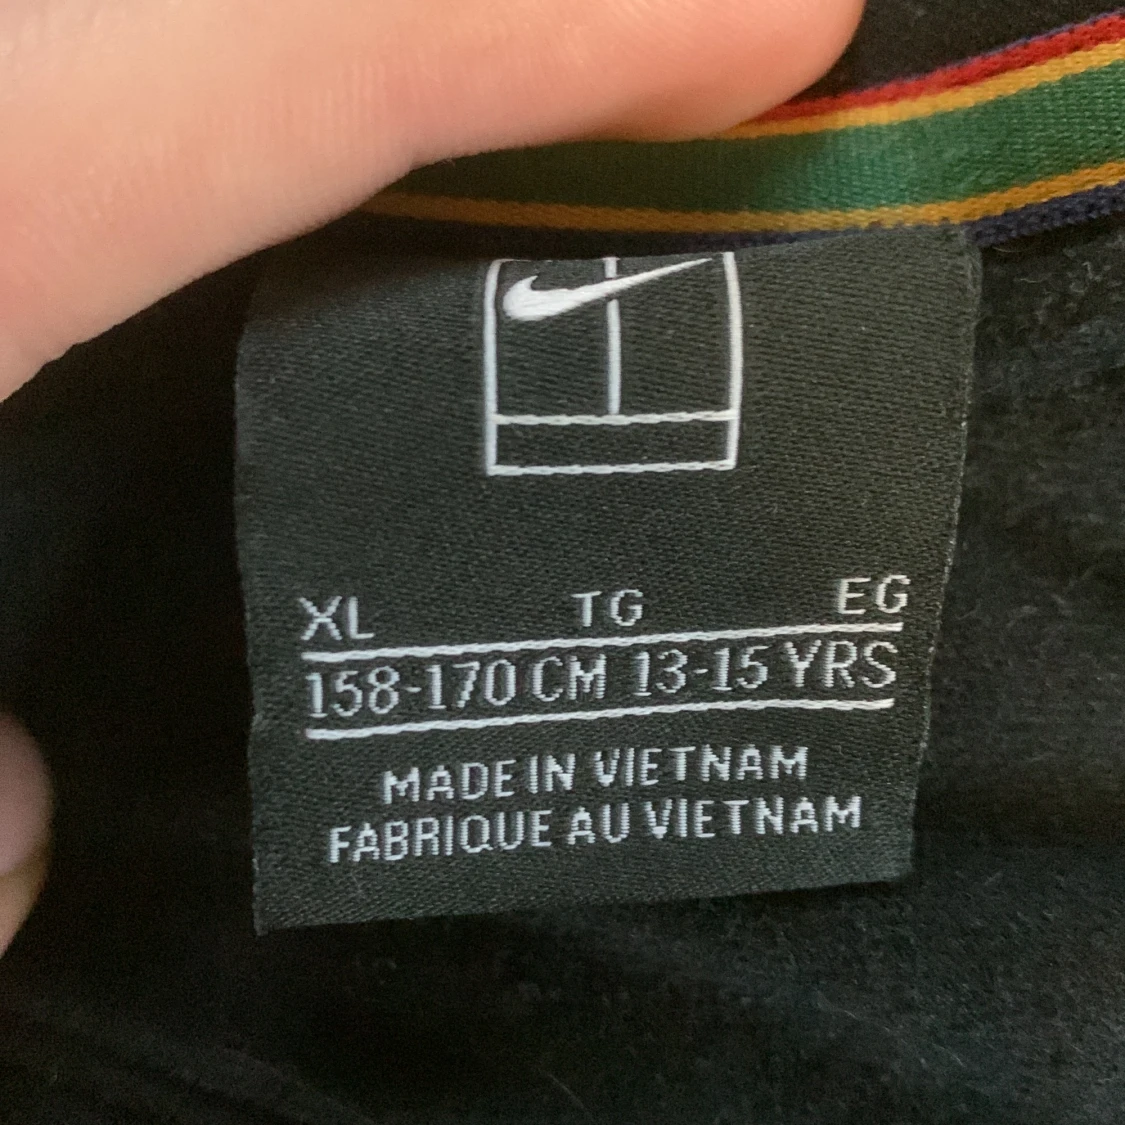 XL TG EG
158-170 CM 13-15 YRS
MADE IN VIETNAM
FABRIQUE AU VIETNAM